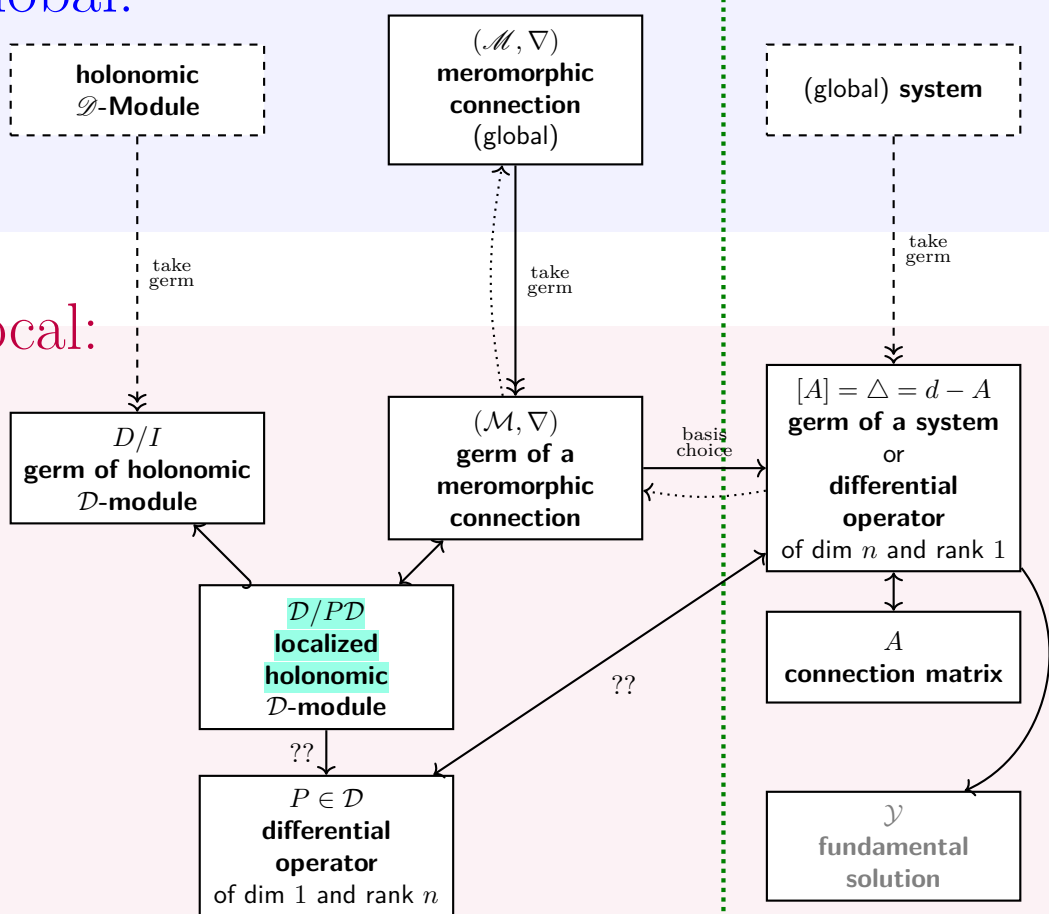 lobal:
holonomic
𝒟-Module
(ℳ, ∇)
meromorphic
connection
(global)
(global) system
take
germ
take
germ
take
germ
ocal:
D/I
germ of holonomic
𝒟-module
(ℳ, ∇)
germ of a
meromorphic
connection
basis
choice
[A] = △ = d − A
germ of a system
or
differential
operator
of dim n and rank 1
𝒟/P𝒟
localized
holonomic
𝒟-module
A
connection matrix
??
??
P ∈ 𝒟
differential
operator
of dim 1 and rank n
𝒴
fundamental
solution